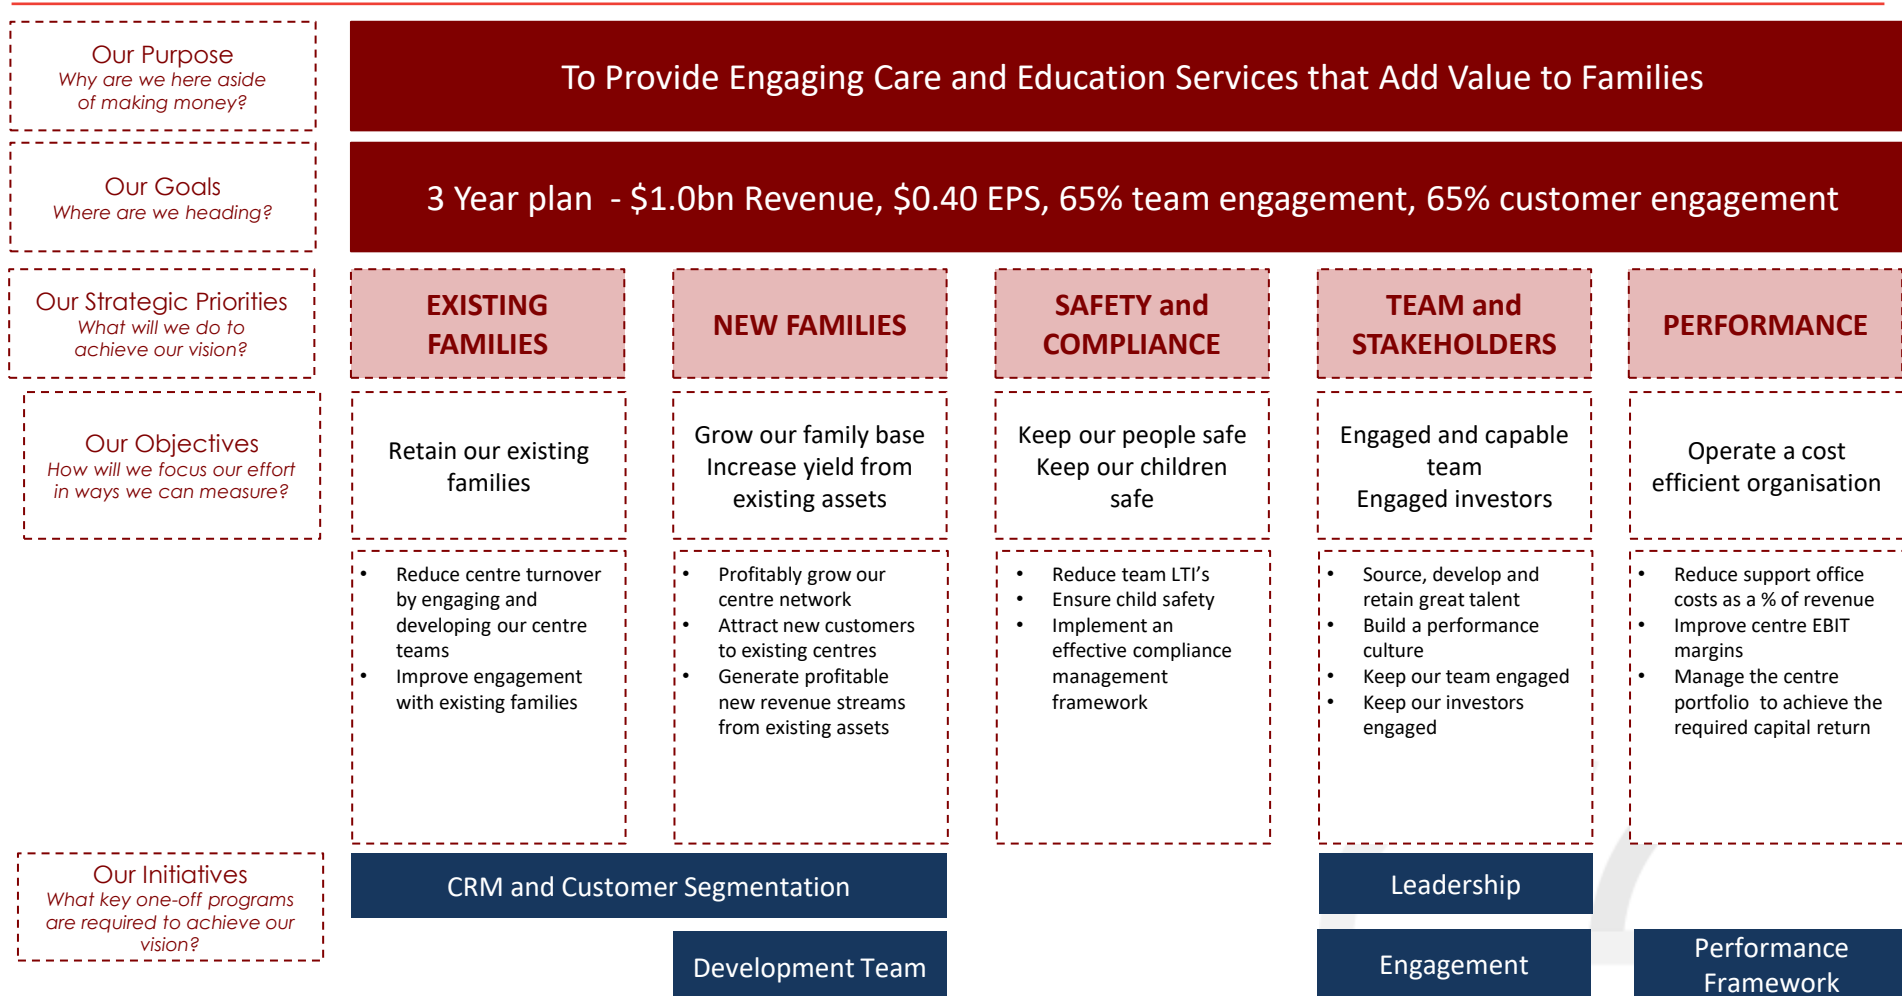 Our Purpose
Why are we here aside
of making money?
To Provide Engaging Care and Education Services that Add Value to Families
Our Goals
Where are we heading?
3 Year plan - $1.0bn Revenue, $0.40 EPS, 65% team engagement, 65% customer engagement
Our Strategic Priorities
What will we do to
achieve our vision?
EXISTING
FAMILIES
NEW FAMILIES
SAFETY and
COMPLIANCE
TEAM and
STAKEHOLDERS
PERFORMANCE
Our Objectives
How will we focus our effort
in ways we can measure?
Retain our existing
families
Grow our family base
Increase yield from
existing assets
Keep our people safe
Keep our children
safe
Engaged and capable
team
Engaged investors
Operate a cost
efficient organisation
• Reduce centre turnover
by engaging and
developing our centre
teams
• Improve engagement
with existing families
• Profitably grow our
centre network
• Attract new customers
to existing centres
• Generate profitable
new revenue streams
from existing assets
• Reduce team LTI's
• Ensure child safety
• Implement an
effective compliance
management
framework
• Source, develop and
retain great talent
• Build a performance
culture
• Keep our team engaged
• Keep our investors
engaged
• Reduce support office
costs as a % of revenue
• Improve centre EBIT
margins
• Manage the centre
portfolio to achieve the
required capital return
Our Initiatives
What key one-off programs
are required to achieve our
vision?
CRM and Customer Segmentation
Leadership
Development Team
Engagement
Performance
Framework